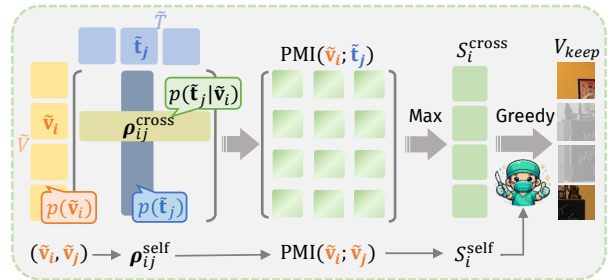 T̃
t̃_j
PMI(ṽ_i; t̃_j)
S_i^cross
V_keep
p(t̃_j|ṽ_i)
Ṽ
ṽ_i
ρ_ij^cross
Max
Greedy
p(ṽ_i)
p(t̃_j)
(ṽ_i, ṽ_j)
ρ_ij^self
PMI(ṽ_i; ṽ_j)
S_i^self